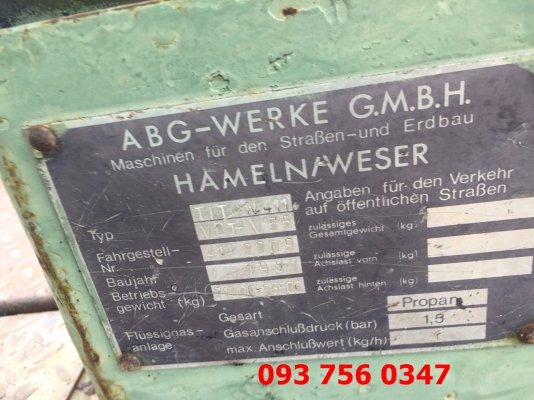 ABG-WERKE G.M.B.H.
Maschinen für den Straßen-und Erdbau
HAMELN/WESER
Angaben für den Verkehr
auf öffentlichen Straßen
Typ
Fahrgestell-
Nr.
Baujahr
Betriebs-
gewicht (kg)
zulässiges
Gesamtgewicht (kg)
zulässige
Achslast vorn (kg)
zulässige
Achslast hinten (kg)
Flüssiggas-
anlage
Gasart Propan
Gasanschlußdruck (bar) 1,5
max. Anschlußwert (kg/h)
093 756 0347